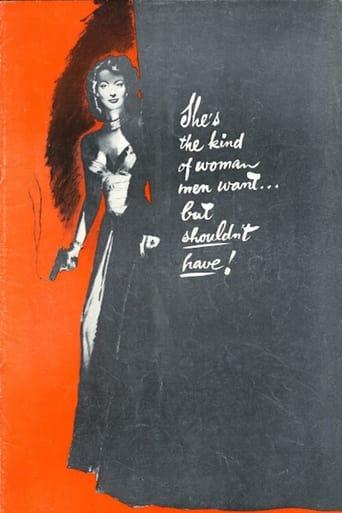 She's
the kind
of woman
men want...
but
shouldn't
have!